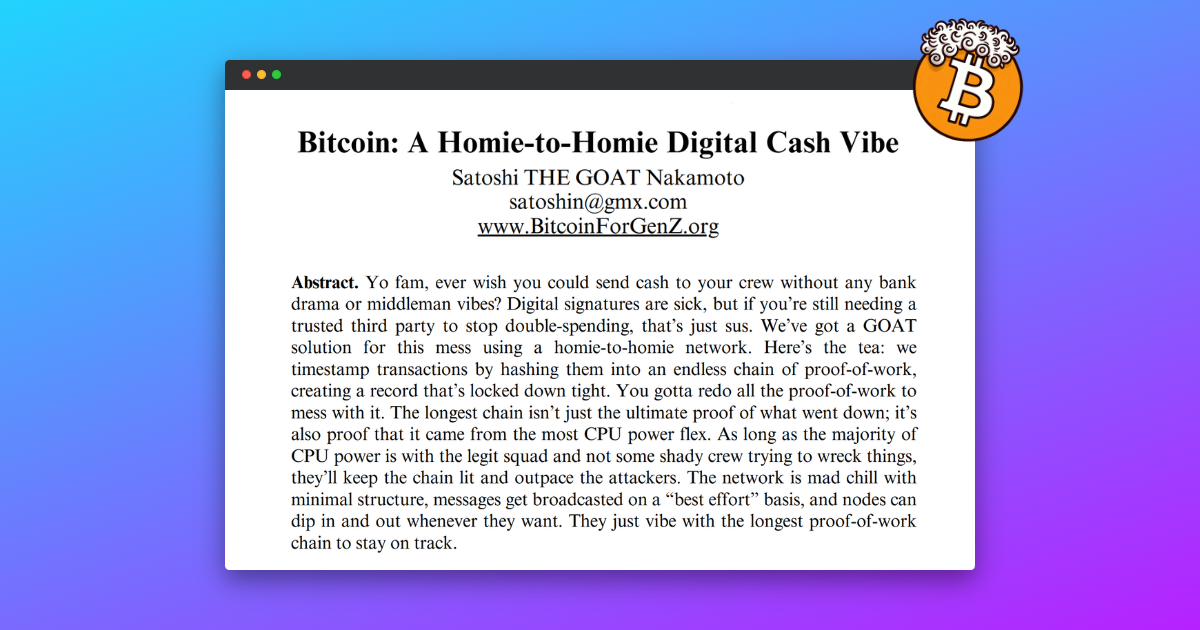 Bitcoin: A Homie-to-Homie Digital Cash Vibe
Satoshi THE GOAT Nakamoto
satoshin@gmx.com
www.BitcoinForGenZ.org
Abstract. Yo fam, ever wish you could send cash to your crew without any bank
drama or middleman vibes? Digital signatures are sick, but if you’re still needing a
trusted third party to stop double-spending, that’s just sus. We’ve got a GOAT
solution for this mess using a homie-to-homie network. Here’s the tea: we
timestamp transactions by hashing them into an endless chain of proof-of-work,
creating a record that’s locked down tight. You gotta redo all the proof-of-work to
mess with it. The longest chain isn’t just the ultimate proof of what went down; it’s
also proof that it came from the most CPU power flex. As long as the majority of
CPU power is with the legit squad and not some shady crew trying to wreck things,
they’ll keep the chain lit and outpace the attackers. The network is mad chill with
minimal structure, messages get broadcasted on a “best effort” basis, and nodes can
dip in and out whenever they want. They just vibe with the longest proof-of-work
chain to stay on track.